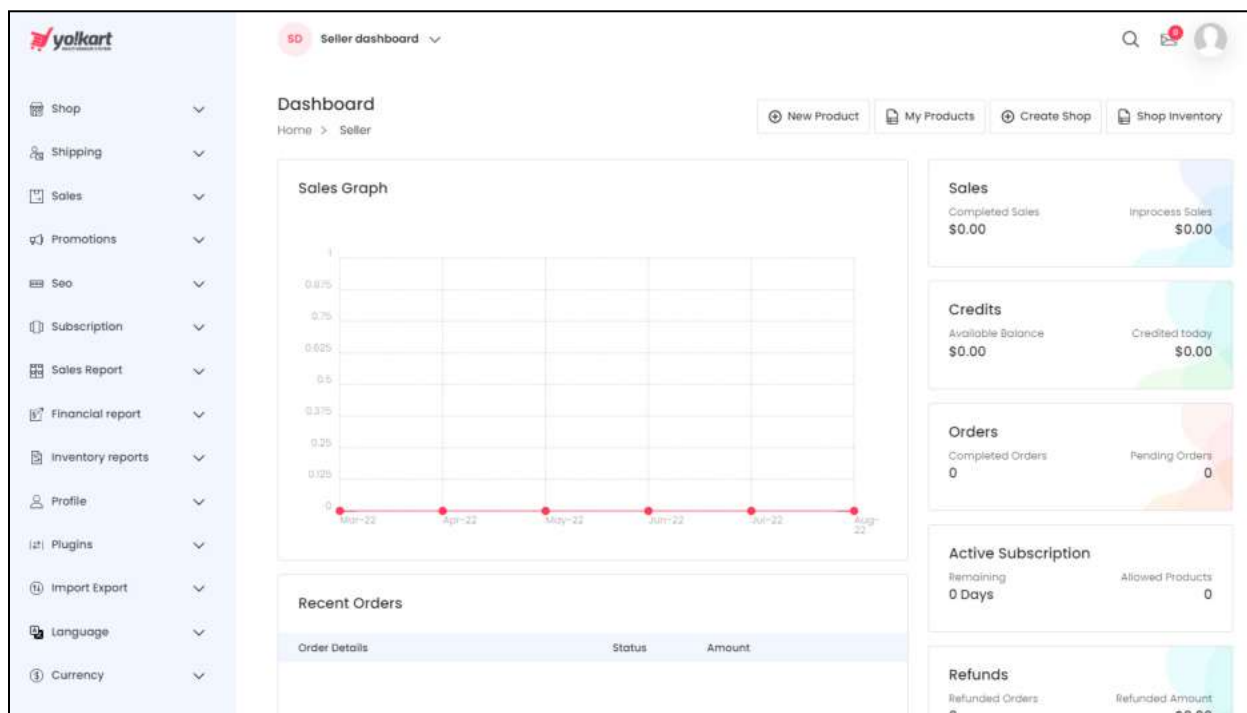 yo!kart
SD Seller dashboard
0
Shop
Shipping
Sales
Promotions
Seo
Subscription
Sales Report
Financial report
Inventory reports
Profile
Plugins
Import Export
Language
Currency
Dashboard
Home > Seller
New Product
My Products
Create Shop
Shop Inventory
Sales Graph
1
0.875
0.75
0.625
0.5
0.375
0.25
0.125
0
Mar-22 Apr-22 May-22 Jun-22 Jul-22 Aug-
22
Recent Orders
Order Details Status Amount
Sales
Completed Sales Inprocess Sales
$0.00 $0.00
Credits
Available Balance Credited today
$0.00 $0.00
Orders
Completed Orders Pending Orders
0 0
Active Subscription
Remaining Allowed Products
0 Days 0
Refunds
Refunded Orders Refunded Amount